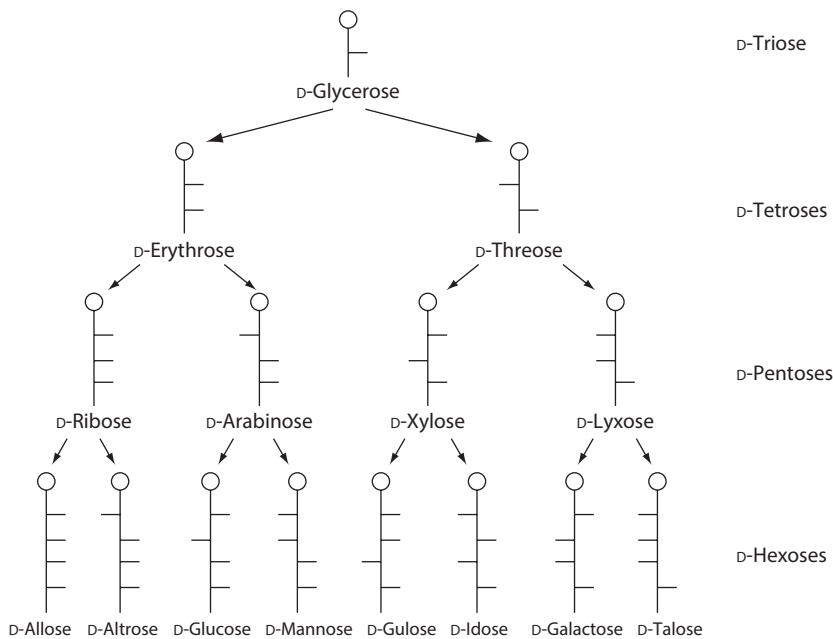 D-Triose
D-Glycerose
D-Tetroses
D-Erythrose D-Threose
D-Pentoses
D-Ribose D-Arabinose D-Xylose D-Lyxose
D-Hexoses
D-Allose D-Altrose D-Glucose D-Mannose D-Gulose D-Idose D-Galactose D-Talose